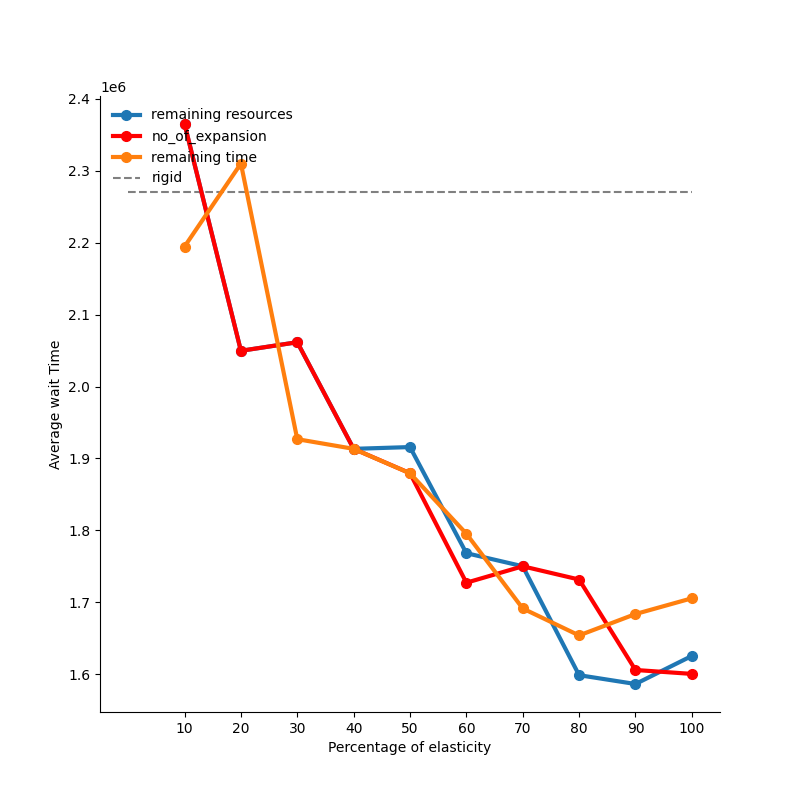 1e6
2.4
2.3
2.2
2.1
2.0
1.9
1.8
1.7
1.6
Average wait Time
remaining resources
no_of_expansion
remaining time
rigid
10 20 30 40 50 60 70 80 90 100
Percentage of elasticity